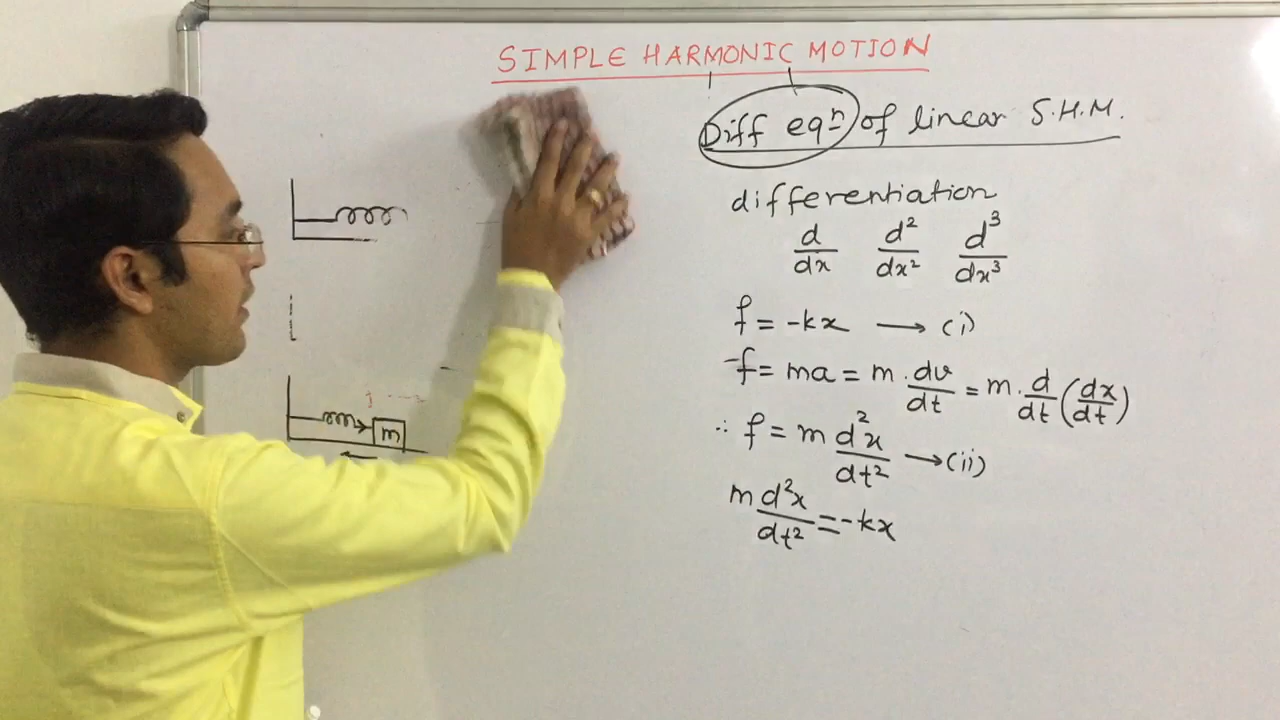 SIMPLE HARMONIC MOTION
Diff eqⁿ of linear S.H.M.
differentiation
d/dx d²/dx² d³/dx³
f = -kx → (i)
-f = ma = m · dv/dt = m · d/dt (dx/dt)
∴ f = m d²x/dt² → (ii)
m d²x/dt² = -kx
m